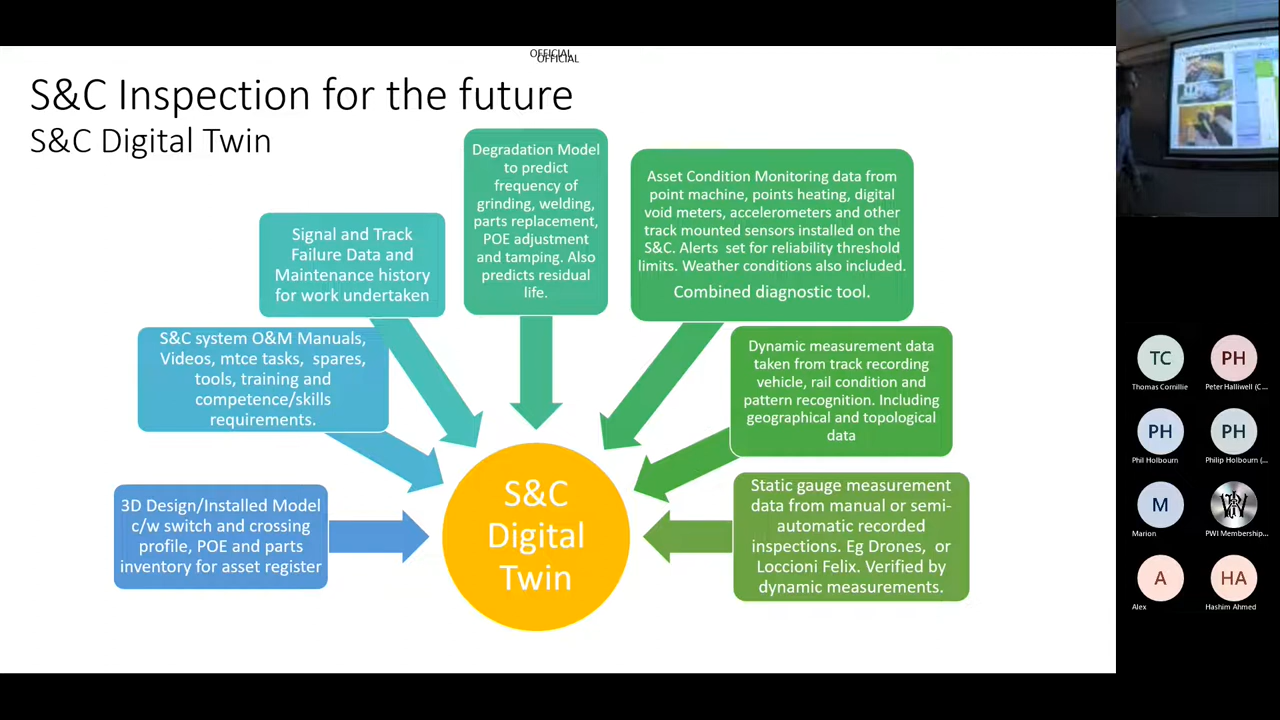 OFFICIAL
OFFICIAL
S&C Inspection for the future
S&C Digital Twin
3D Design/Installed Model
c/w switch and crossing
profile, POE and parts
inventory for asset register
S&C system O&M Manuals,
Videos, mtce tasks, spares,
tools, training and
competence/skills
requirements.
Signal and Track
Failure Data and
Maintenance history
for work undertaken
Degradation Model
to predict
frequency of
grinding, welding,
parts replacement,
POE adjustment
and tamping. Also
predicts residual
life.
Asset Condition Monitoring data from
point machine, points heating, digital
void meters, accelerometers and other
track mounted sensors installed on the
S&C. Alerts set for reliability threshold
limits. Weather conditions also included.
Combined diagnostic tool.
Dynamic measurement data
taken from track recording
vehicle, rail condition and
pattern recognition. Including
geographical and topological
data
Static gauge measurement
data from manual or semi-
automatic recorded
inspections. Eg Drones, or
Loccioni Felix. Verified by
dynamic measurements.
S&C
Digital
Twin
TC
Thomas Cornillie
PH
Peter Halliwell (C...
PH
Phil Holbourn
PH
Philip Holbourn (...
M
Marion
PWI Membership...
A
Alex
HA
Hashim Ahmed